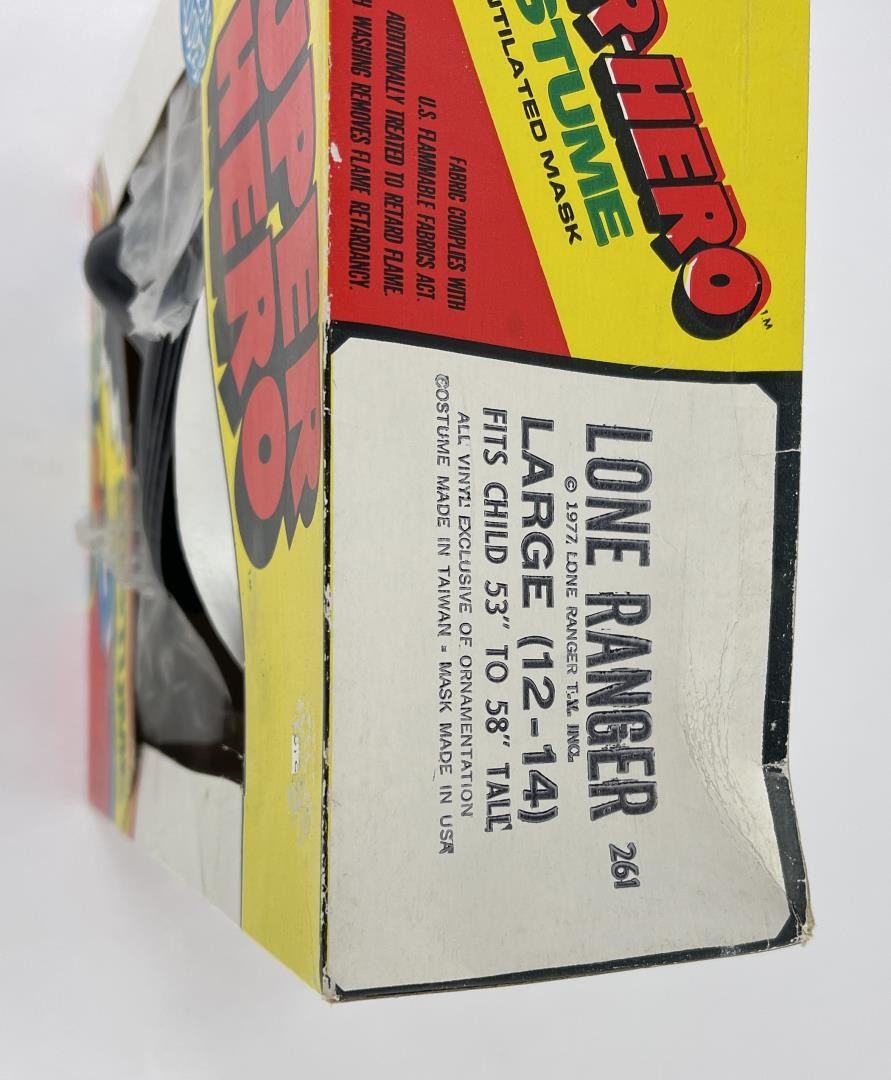 R-HERO
STUME
TILATED MASK
TM
FABRIC COMPLIES WITH
U.S. FLAMMABLE FABRICS ACT.
ADDITIONALLY TREATED TO RETARD FLAME.
WASHING REMOVES FLAME RETARDANCY.
LONE RANGER 261
© 1977 LONE RANGER T.V. INC.
LARGE (12-14)
FITS CHILD 53" TO 58" TALL
ALL VINYL EXCLUSIVE OF ORNAMENTATION
COSTUME MADE IN TAIWAN - MASK MADE IN USA
UPER
HERO